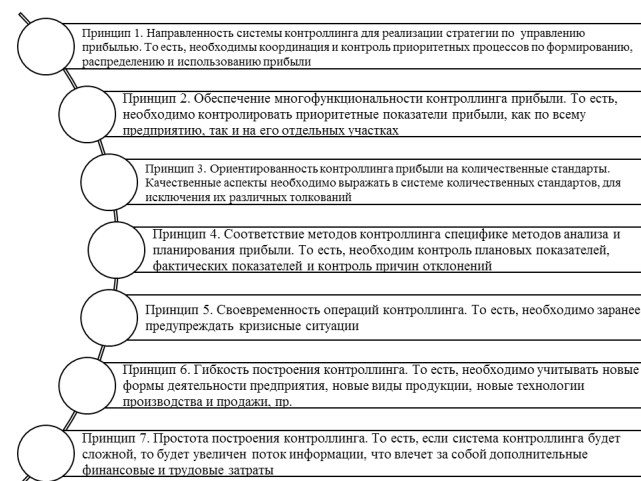 Принцип 1. Направленность системы контроллинга для реализации стратегии по управлению
прибылью. То есть, необходимы координация и контроль приоритетных процессов по формированию,
распределению и использованию прибыли
Принцип 2. Обеспечение многофункциональности контроллинга прибыли. То есть,
необходимо контролировать приоритетные показатели прибыли, как по всему
предприятию, так и на его отдельных участках
Принцип 3. Ориентированность контроллинга прибыли на количественные стандарты.
Качественные аспекты необходимо выражать в системе количественных стандартов, для
исключения их различных толкований
Принцип 4. Соответствие методов контроллинга специфике методов анализа и
планирования прибыли. То есть, необходим контроль плановых показателей,
фактических показателей и контроль причин отклонений
Принцип 5. Своевременность операций контроллинга. То есть, необходимо заранее
предупреждать кризисные ситуации
Принцип 6. Гибкость построения контроллинга. То есть, необходимо учитывать новые
формы деятельности предприятия, новые виды продукции, новые технологии
производства и продажи, пр.
Принцип 7. Простота построения контроллинга. То есть, если система контроллинга будет
сложной, то будет увеличен поток информации, что влечет за собой дополнительные
финансовые и трудовые затраты